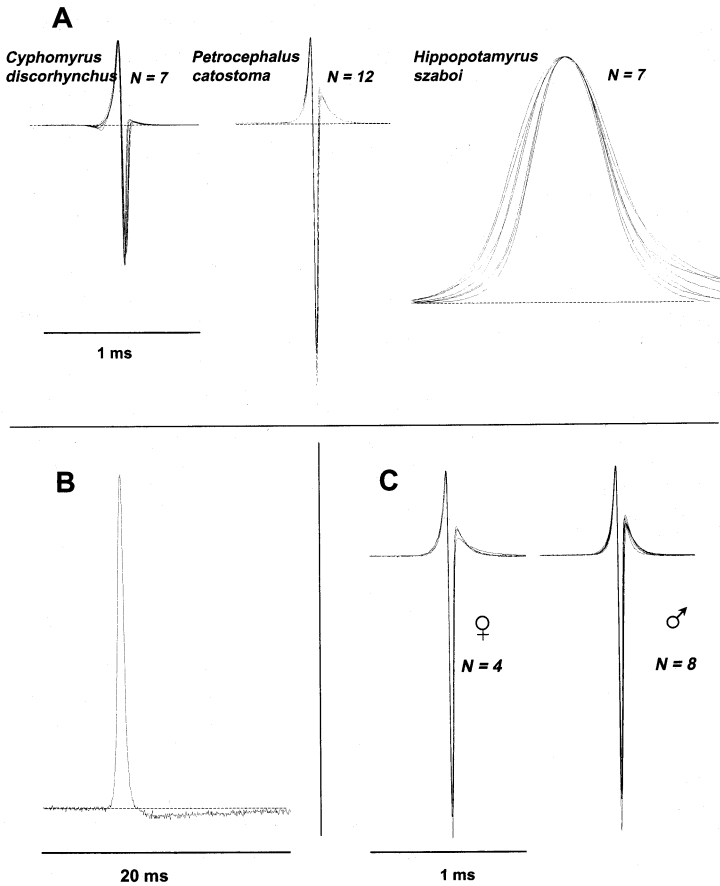 A
Cyphomyrus
discorhynchus
N = 7
Petrocephalus
catostoma
N = 12
Hippopotamyrus
szaboi
N = 7
1 ms
B
20 ms
C
♀
N = 4
♂
N = 8
1 ms